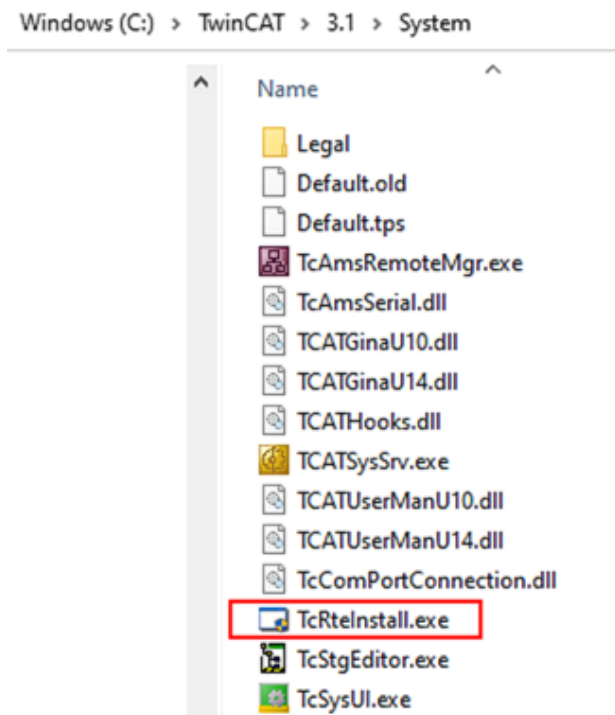 Windows (C:) > TwinCAT > 3.1 > System
Name
Legal
Default.old
Default.tps
TcAmsRemoteMgr.exe
TcAmsSerial.dll
TCATGinaU10.dll
TCATGinaU14.dll
TCATHooks.dll
TCATSysSrv.exe
TCATUserManU10.dll
TCATUserManU14.dll
TcComPortConnection.dll
TcRteInstall.exe
TcStgEditor.exe
TcSysUI.exe